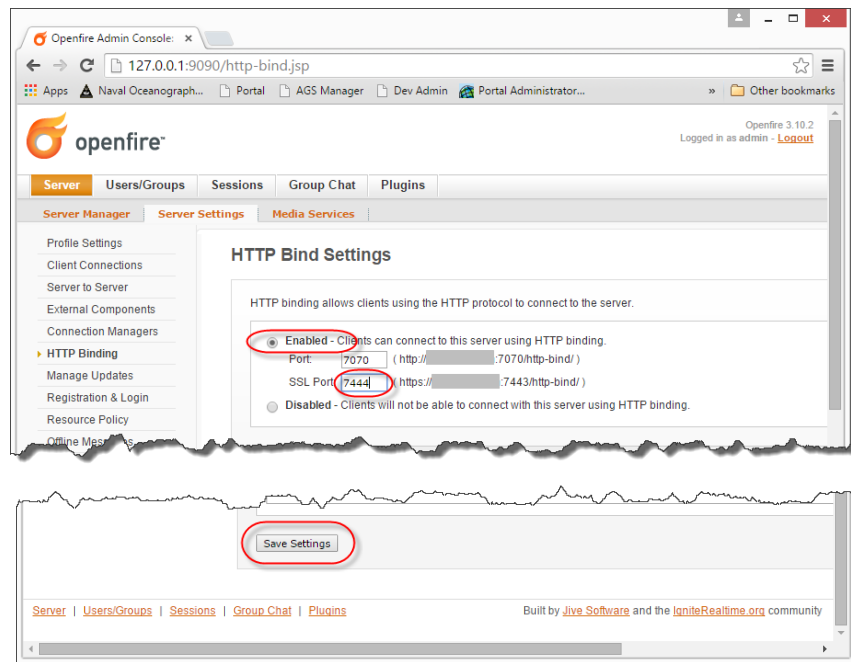 Openfire Admin Console:
127.0.0.1:9090/http-bind.jsp
Apps Naval Oceanograph... Portal AGS Manager Dev Admin Portal Administrator... » Other bookmarks
openfire™
Openfire 3.10.2
Logged in as admin - Logout
Server Users/Groups Sessions Group Chat Plugins
Server Manager Server Settings Media Services
Profile Settings
Client Connections
Server to Server
External Components
Connection Managers
HTTP Binding
Manage Updates
Registration & Login
Resource Policy
Offline Messages
HTTP Bind Settings
HTTP binding allows clients using the HTTP protocol to connect to the server.
Enabled - Clients can connect to this server using HTTP binding.
Port: 7070 ( http:// :7070/http-bind/ )
SSL Port: 7444 ( https:// :7443/http-bind/ )
Disabled - Clients will not be able to connect with this server using HTTP binding.
Save Settings
Server | Users/Groups | Sessions | Group Chat | Plugins
Built by Jive Software and the IgniteRealtime.org community